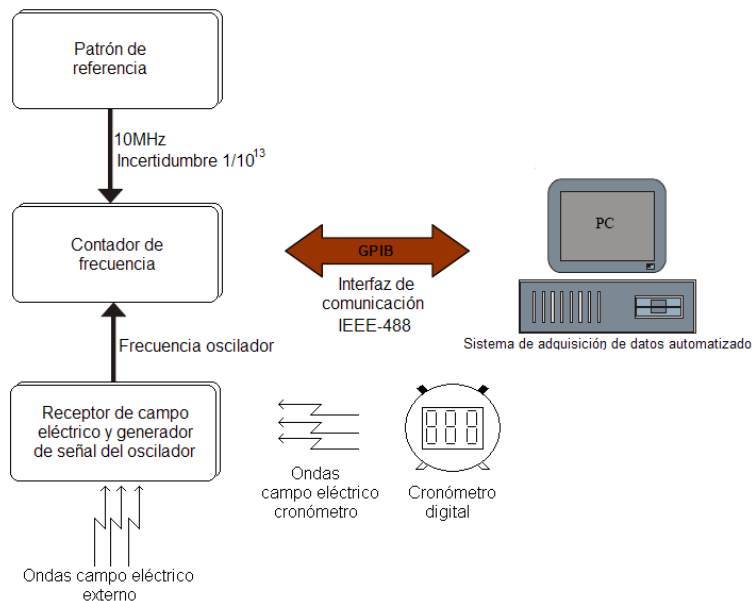 Patrón de
referencia
10MHz
Incertidumbre 1/10¹³
Contador de
frecuencia
GPIB
Interfaz de
comunicación
IEEE-488
PC
Sistema de adquisición de datos automatizado
Frecuencia oscilador
Receptor de campo
eléctrico y generador
de señal del oscilador
Ondas
campo eléctrico
cronómetro
Cronómetro
digital
Ondas campo eléctrico
externo